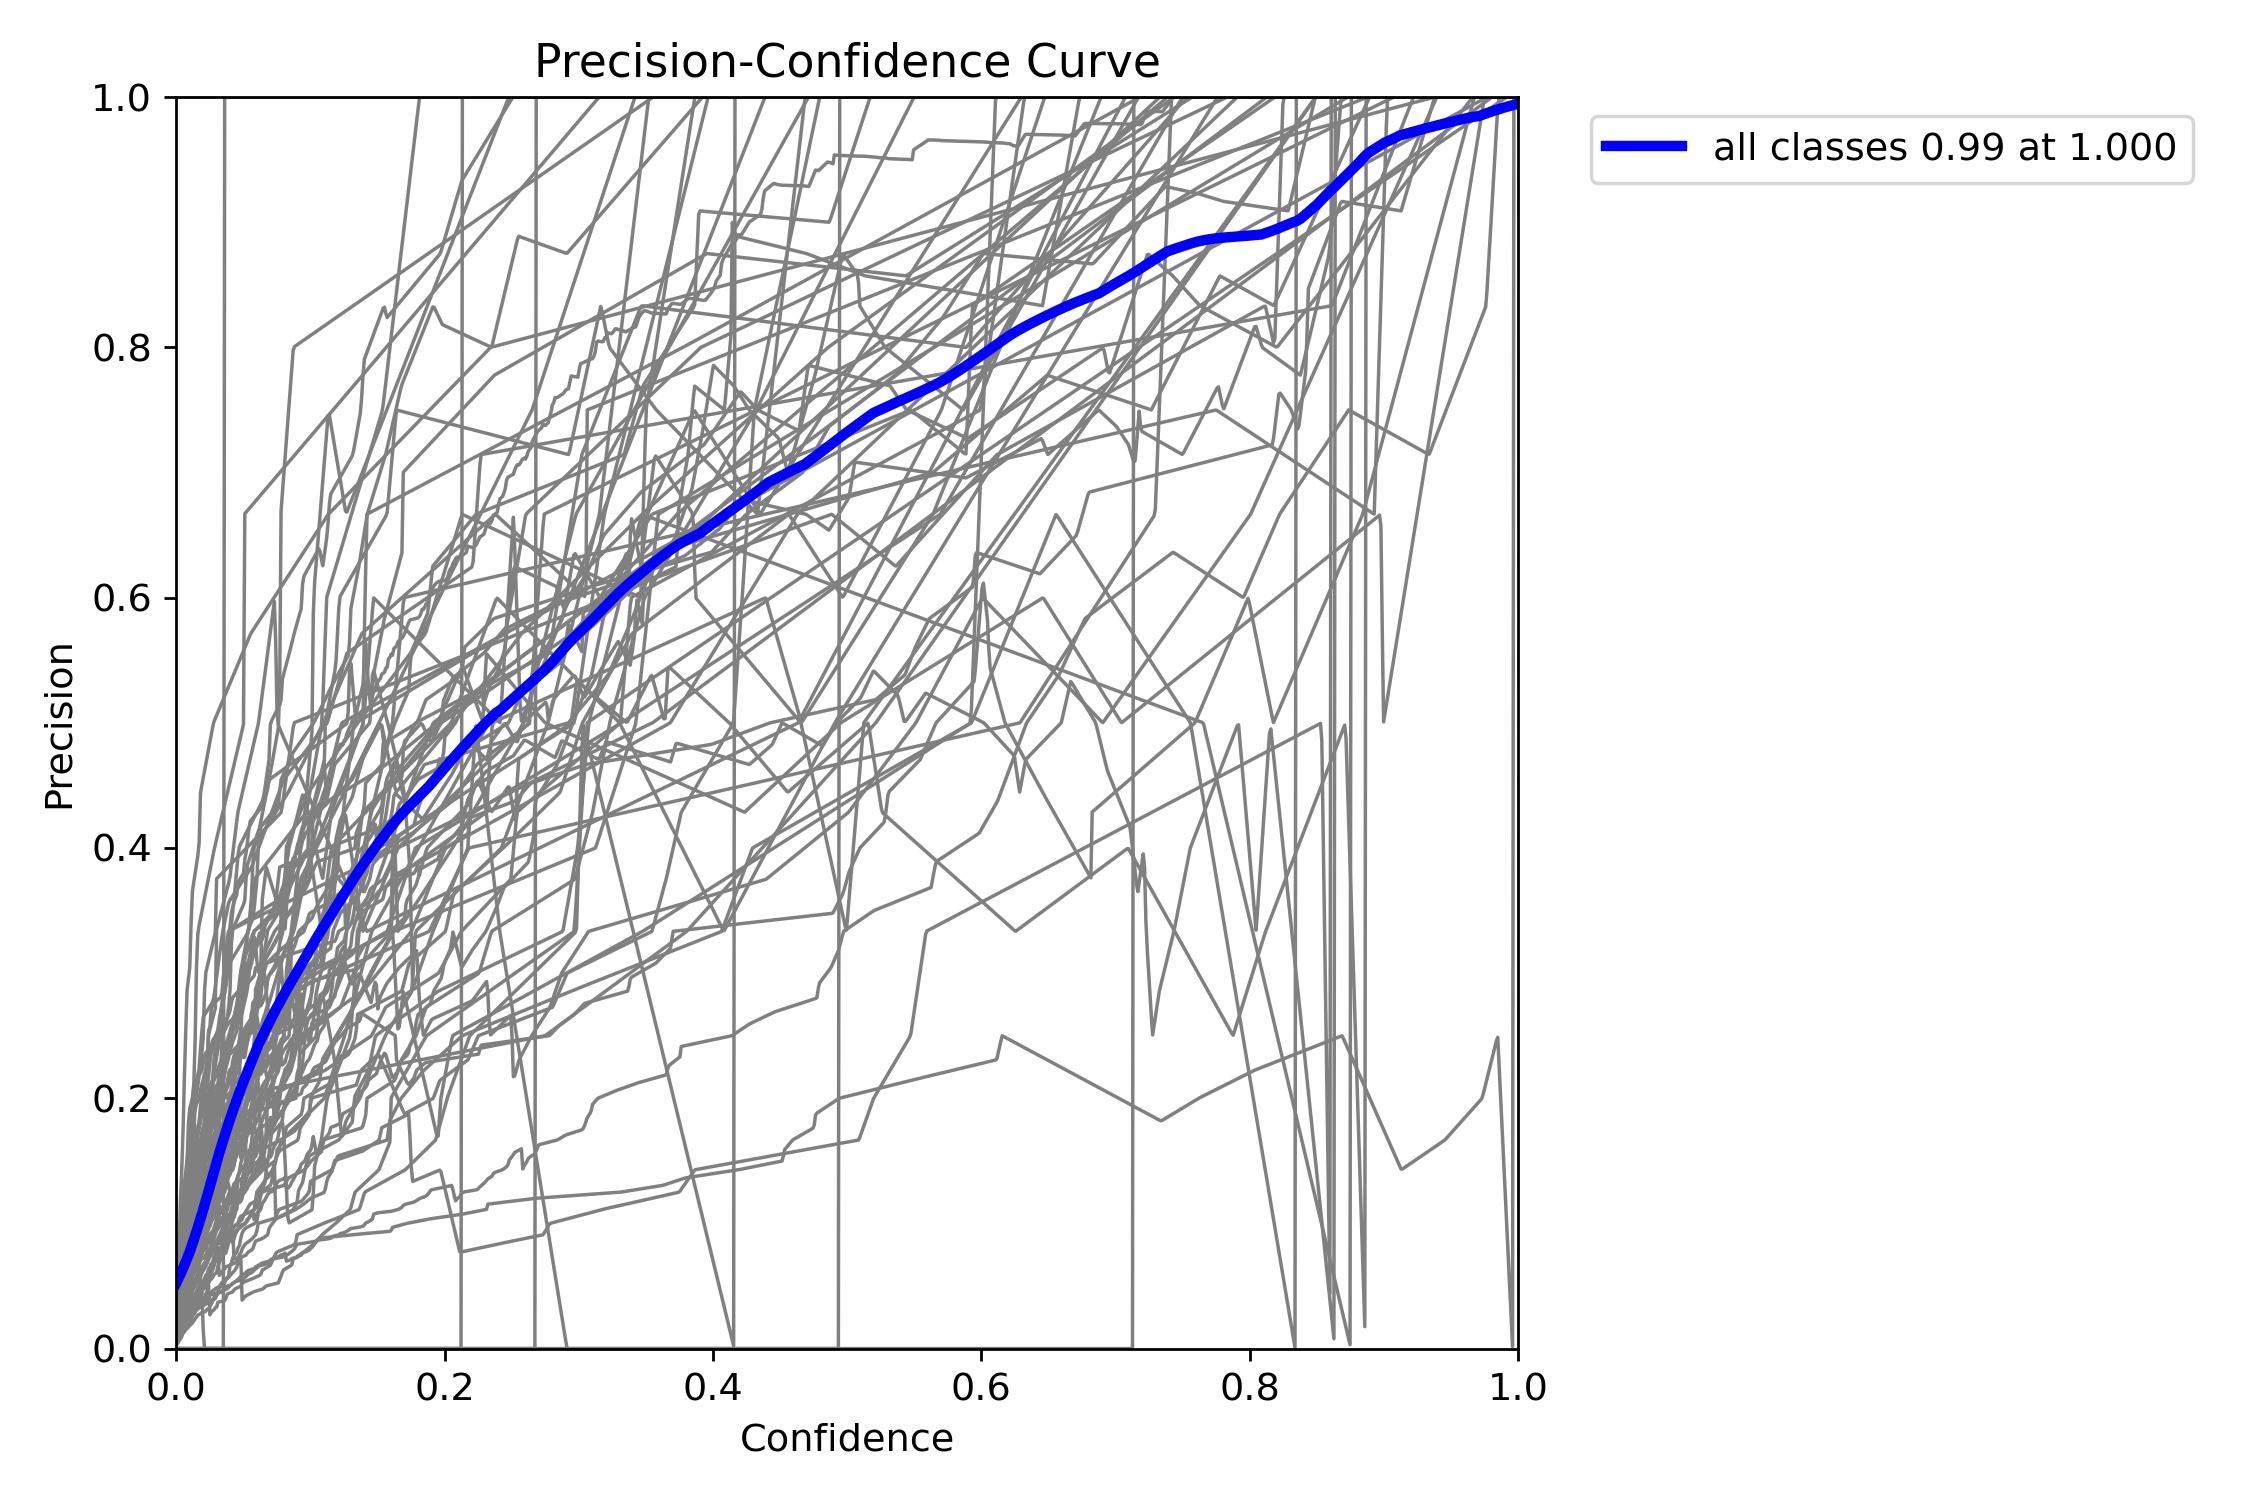 Precision-Confidence Curve
all classes 0.99 at 1.000
Precision
1.0
0.8
0.6
0.4
0.2
0.0
0.0 0.2 0.4 0.6 0.8 1.0
Confidence